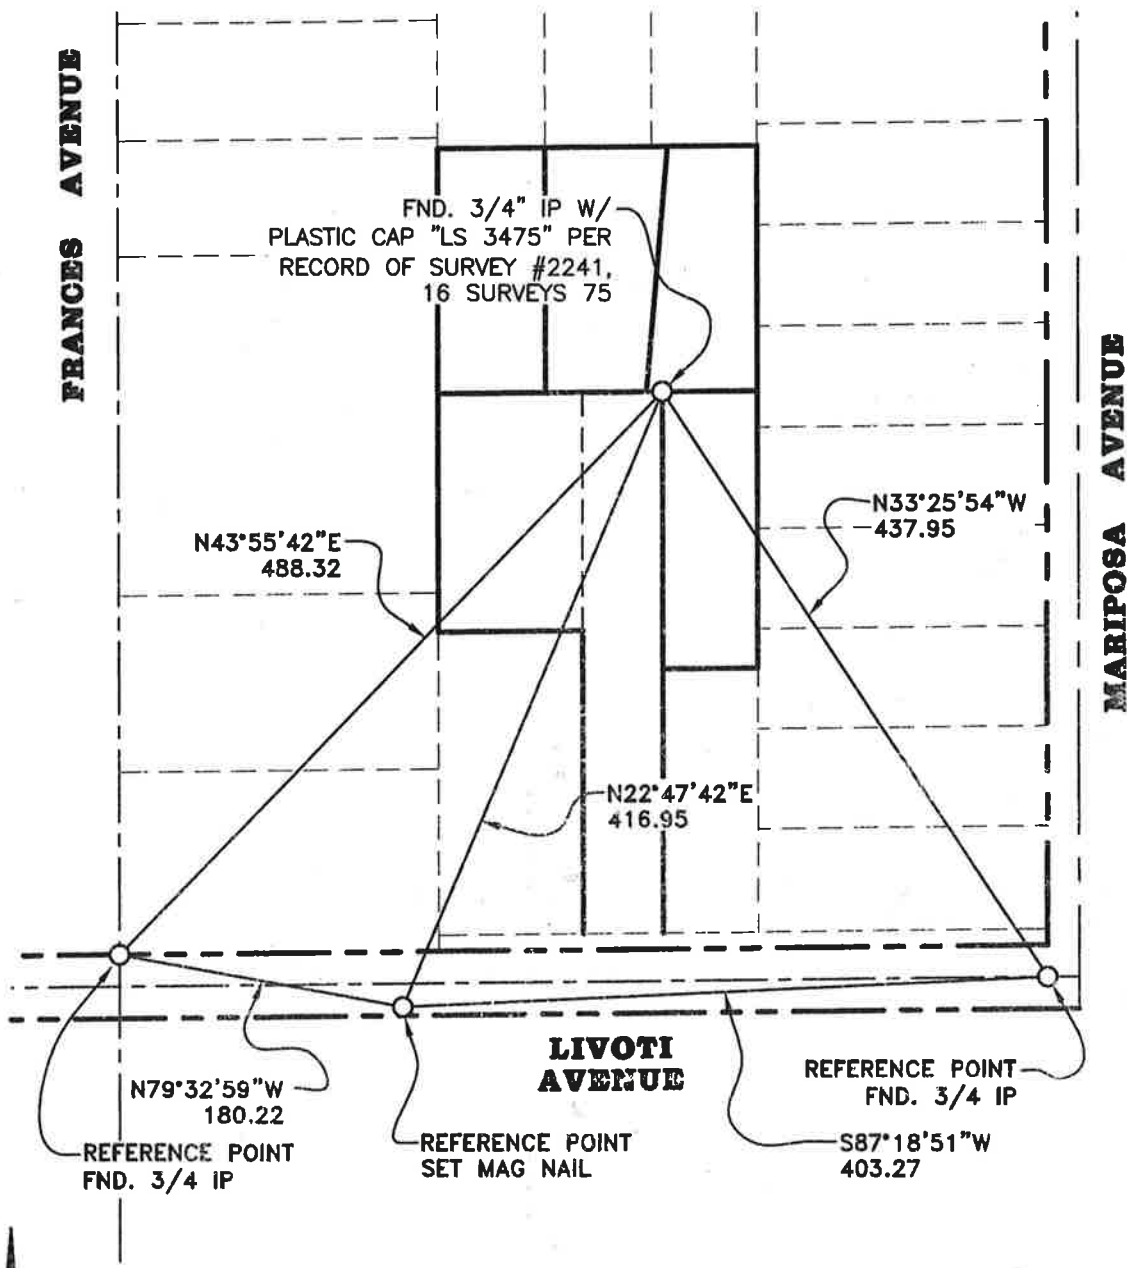 FRANCES AVENUE
FND. 3/4" IP W/
PLASTIC CAP "LS 3475" PER
RECORD OF SURVEY #2241,
16 SURVEYS 75
MARIPOSA AVENUE
N33°25'54"W
437.95
N43°55'42"E
488.32
N22°47'42"E
416.95
LIVOTI
AVENUE
N79°32'59"W
180.22
REFERENCE POINT
FND. 3/4 IP
REFERENCE POINT
SET MAG NAIL
REFERENCE POINT
FND. 3/4 IP
S87°18'51"W
403.27